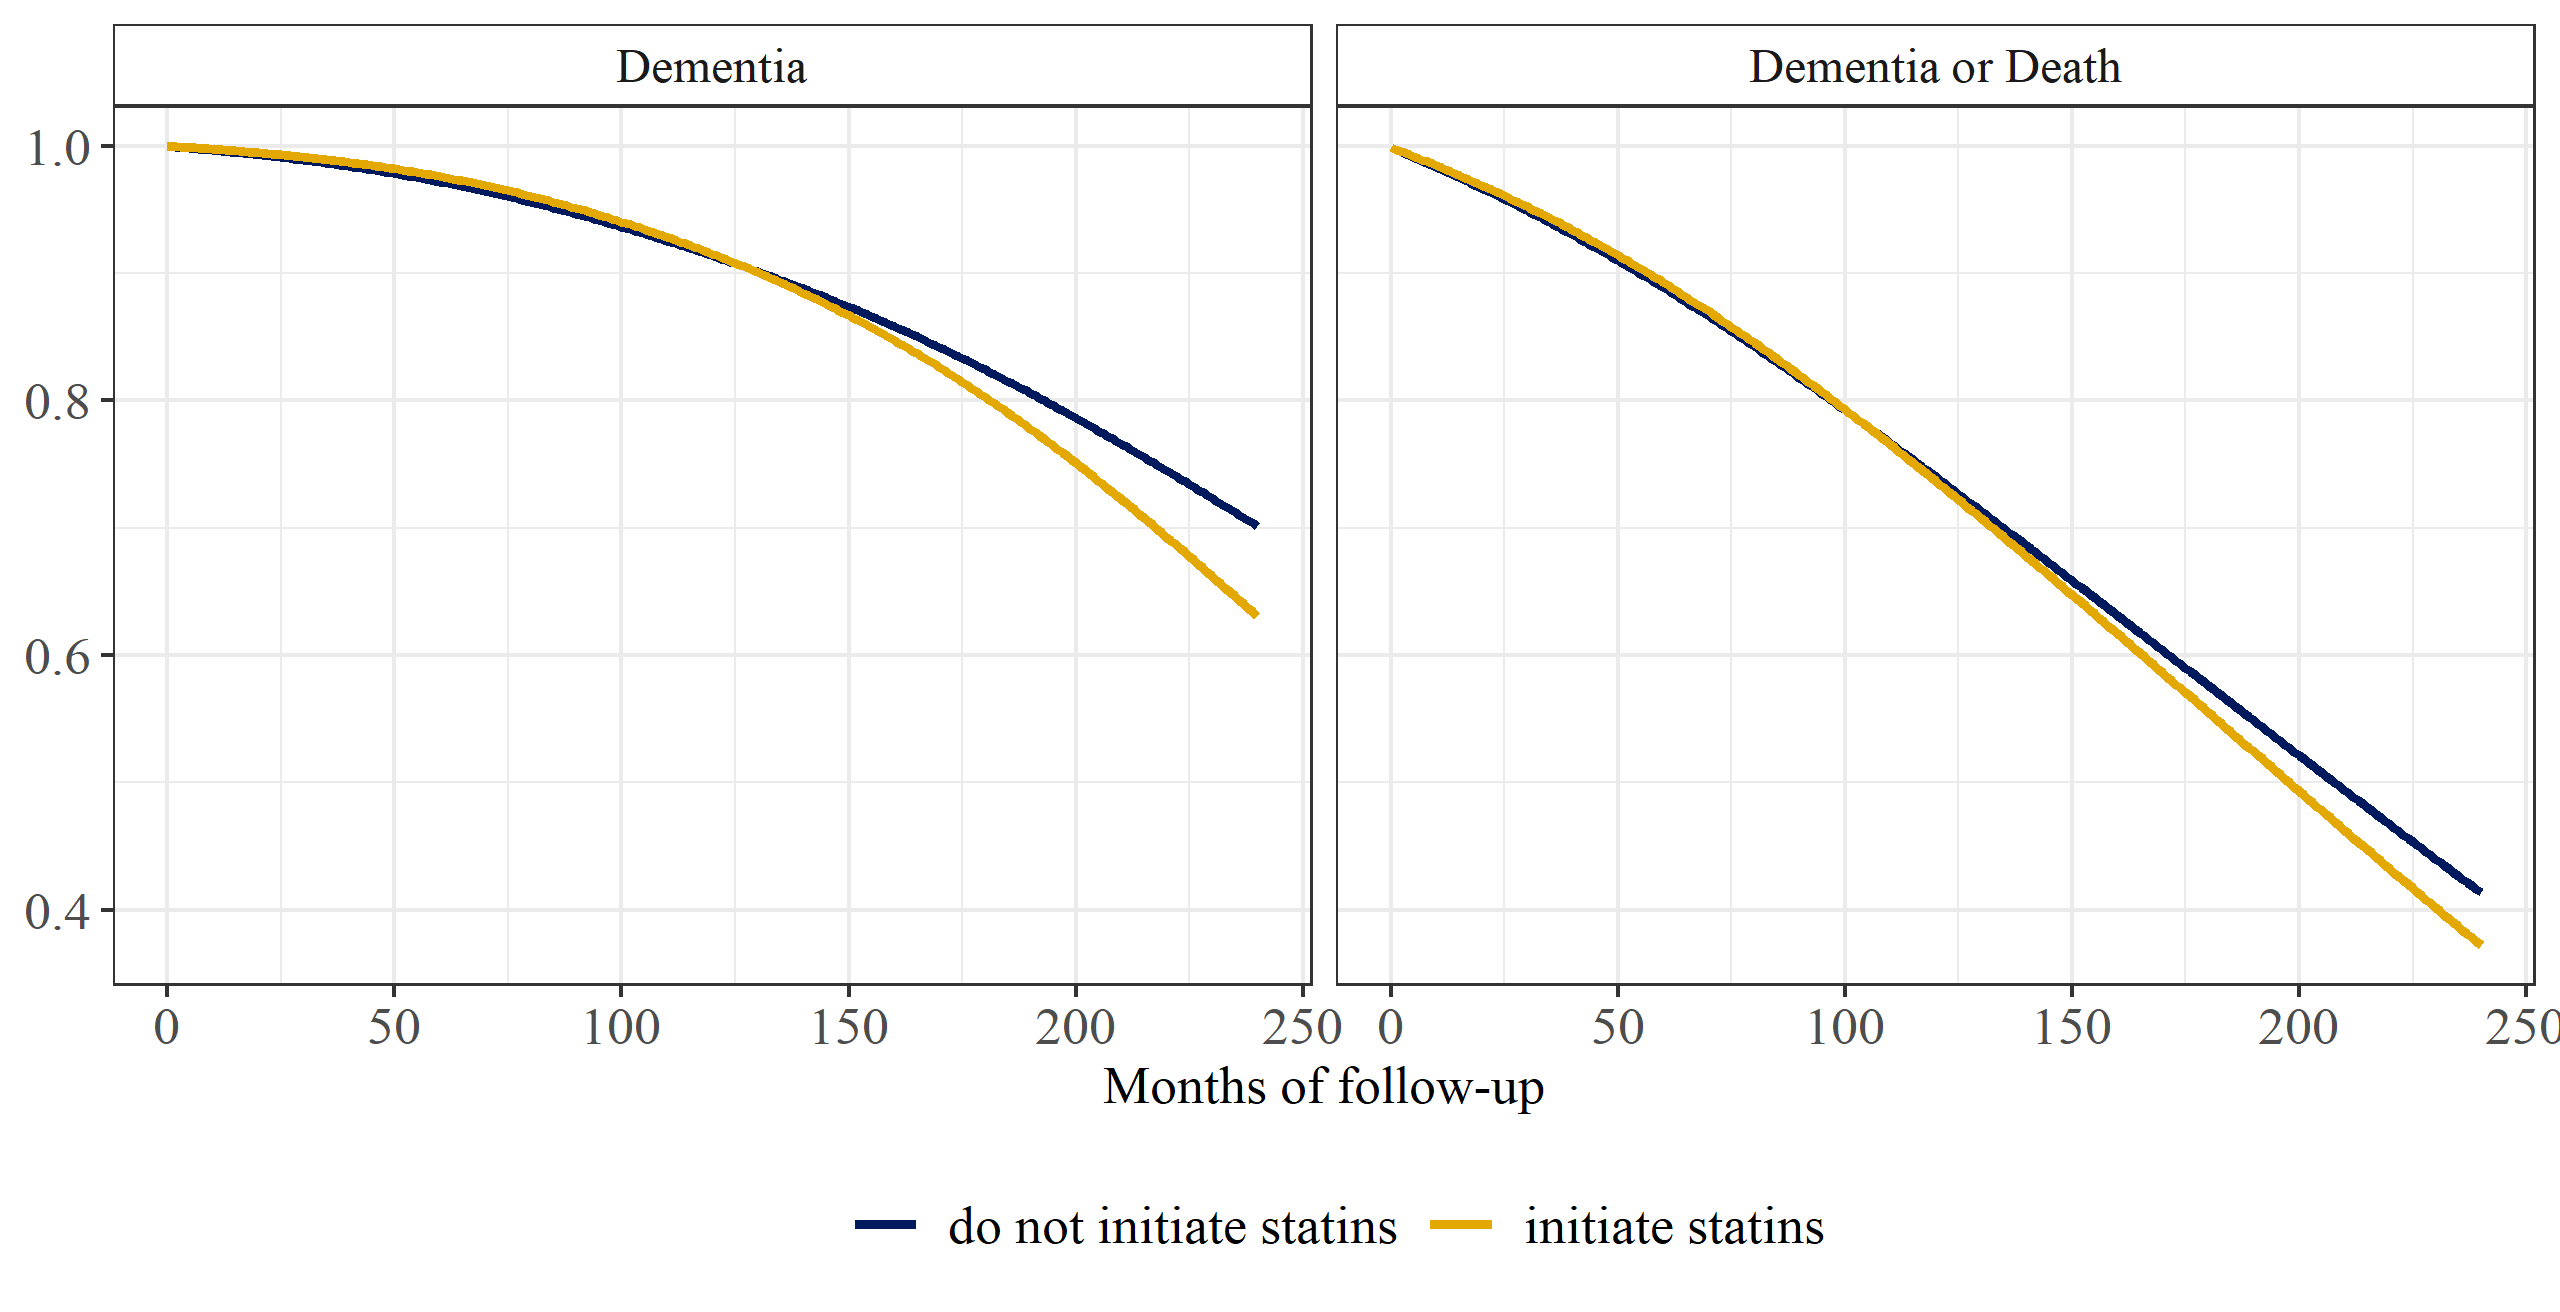 Dementia
Dementia or Death
1.0
0.8
0.6
0.4
0 50 100 150 200 250 0 50 100 150 200 250
Months of follow-up
do not initiate statins initiate statins